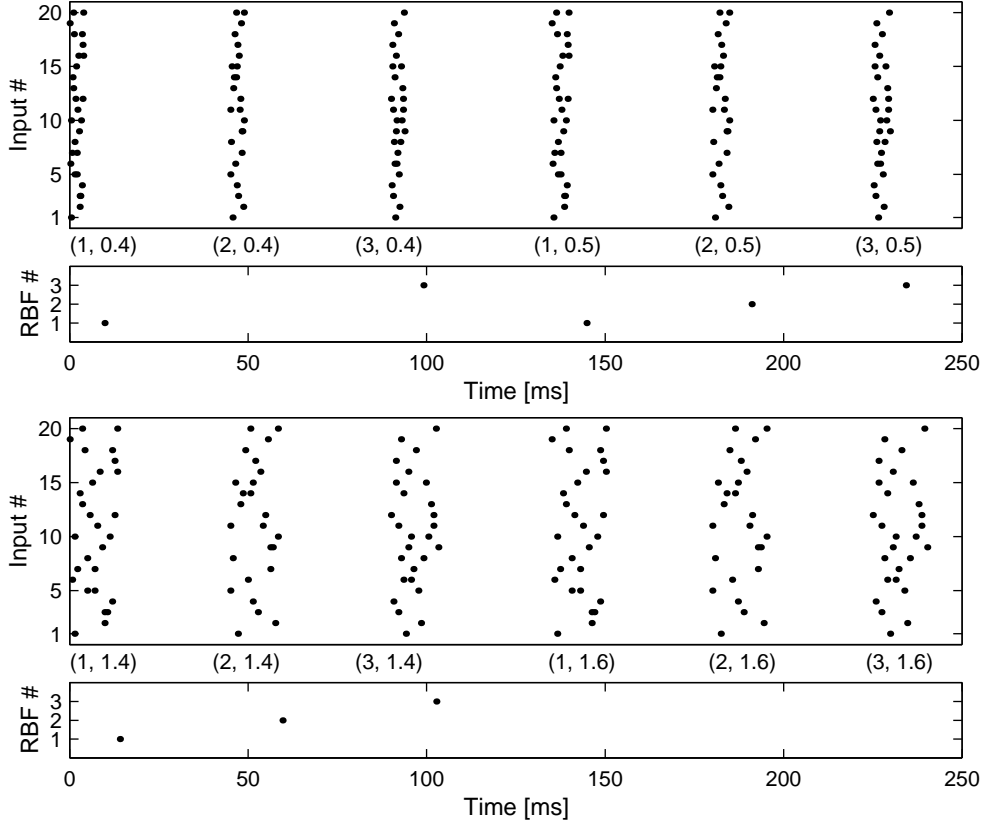 20
15
10
5
1
Input #
(1, 0.4) (2, 0.4) (3, 0.4) (1, 0.5) (2, 0.5) (3, 0.5)
3
2
1
RBF #
0 50 100 150 200 250
Time [ms]
20
15
10
5
1
Input #
(1, 1.4) (2, 1.4) (3, 1.4) (1, 1.6) (2, 1.6) (3, 1.6)
3
2
1
RBF #
0 50 100 150 200 250
Time [ms]